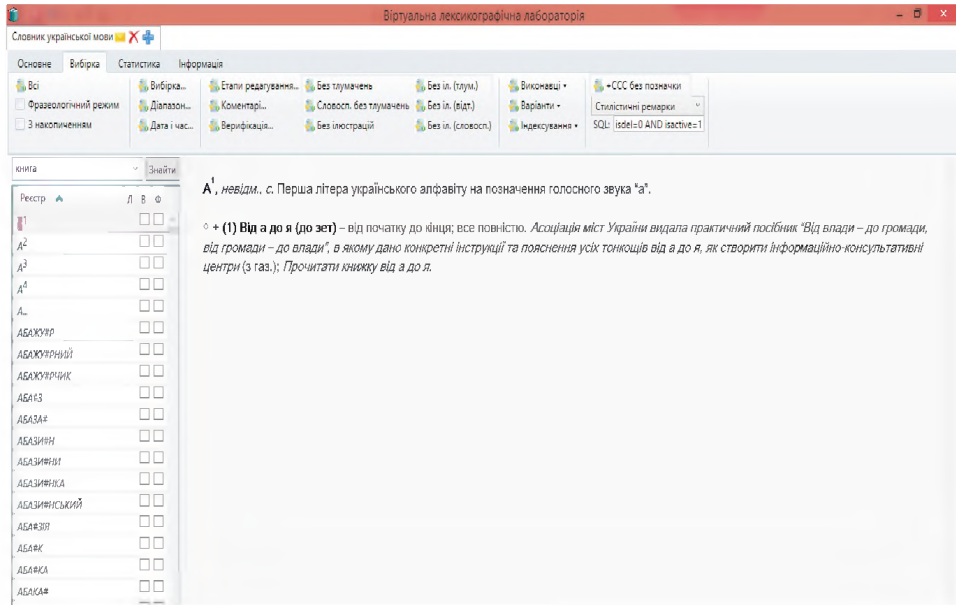 Віртуальна лексикографічна лабораторія
Словник української мови
Основне Вибірка Статистика Інформація
Всі Вибірка... Етапи редагування... Без тлумачень Без іл. (тлум.) Виконавці +ССС без позначки
Фразеологічний режим Діапазон... Коментарі... Словосп. без тлумачень Без іл. (відт.) Варіанти Стилістичні ремарки
З накопиченням Дата і час... Верифікація... Без ілюстрацій Без іл. (словосп.) Індексування SQL: isdel=0 AND isactive=1
книга Знайти
Реєстр Л В Ф
А1
А2
А3
А4
А...
АБАЖУ#Р
АБАЖУ#РНИЙ
АБАЖУ#РЧИК
АБА#З
АБАЗА#
АБАЗИ#Н
АБАЗИ#НИ
АБАЗИ#НКА
АБАЗИ#НСЬКИЙ
АБА#ЗІЯ
АБА#К
АБА#КА
АБАКА#
А1, невідм., с. Перша літера українського алфавіту на позначення голосного звука "а".
◊ + (1) Від а до я (до зет) – від початку до кінця; все повністю. Асоціація міст України видала практичний посібник "Від влади – до громади,
від громади – до влади", в якому дано конкретні інструкції та пояснення усіх тонкощів від а до я, як створити інформаційно-консультативні
центри (з газ.); Прочитати книжку від а до я.